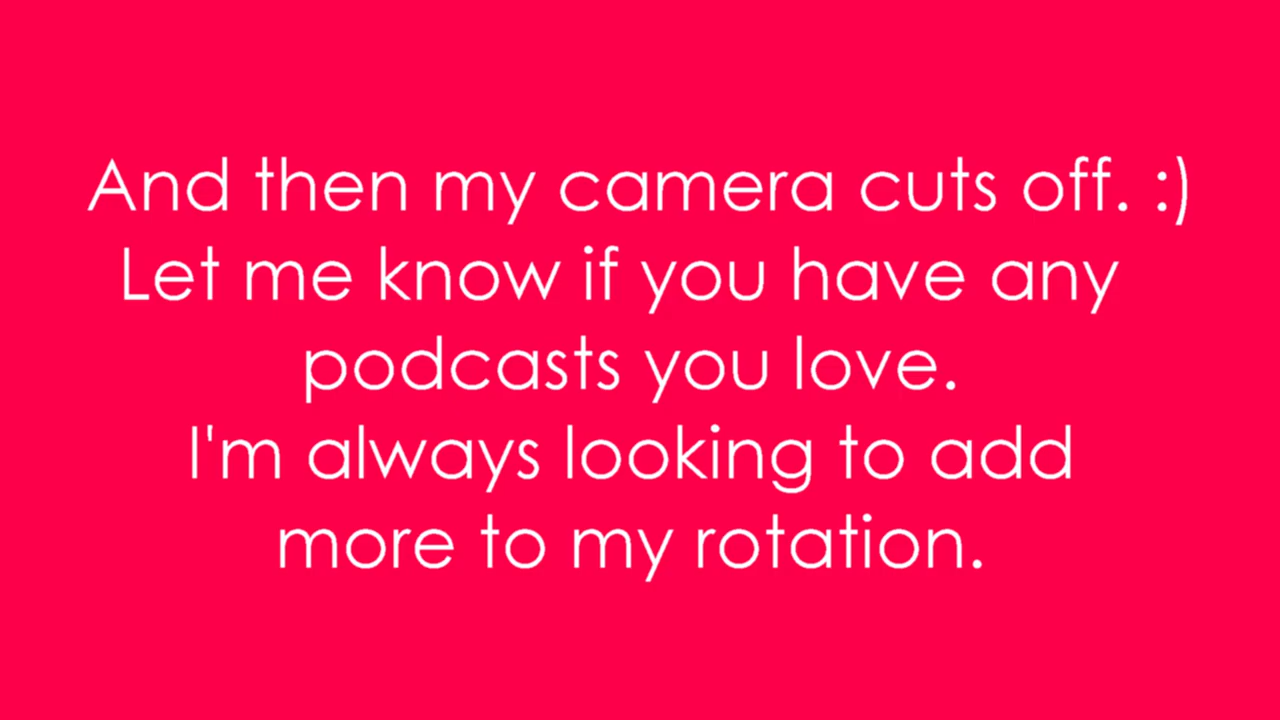 And then my camera cuts off. :)
Let me know if you have any
podcasts you love.
I'm always looking to add
more to my rotation.